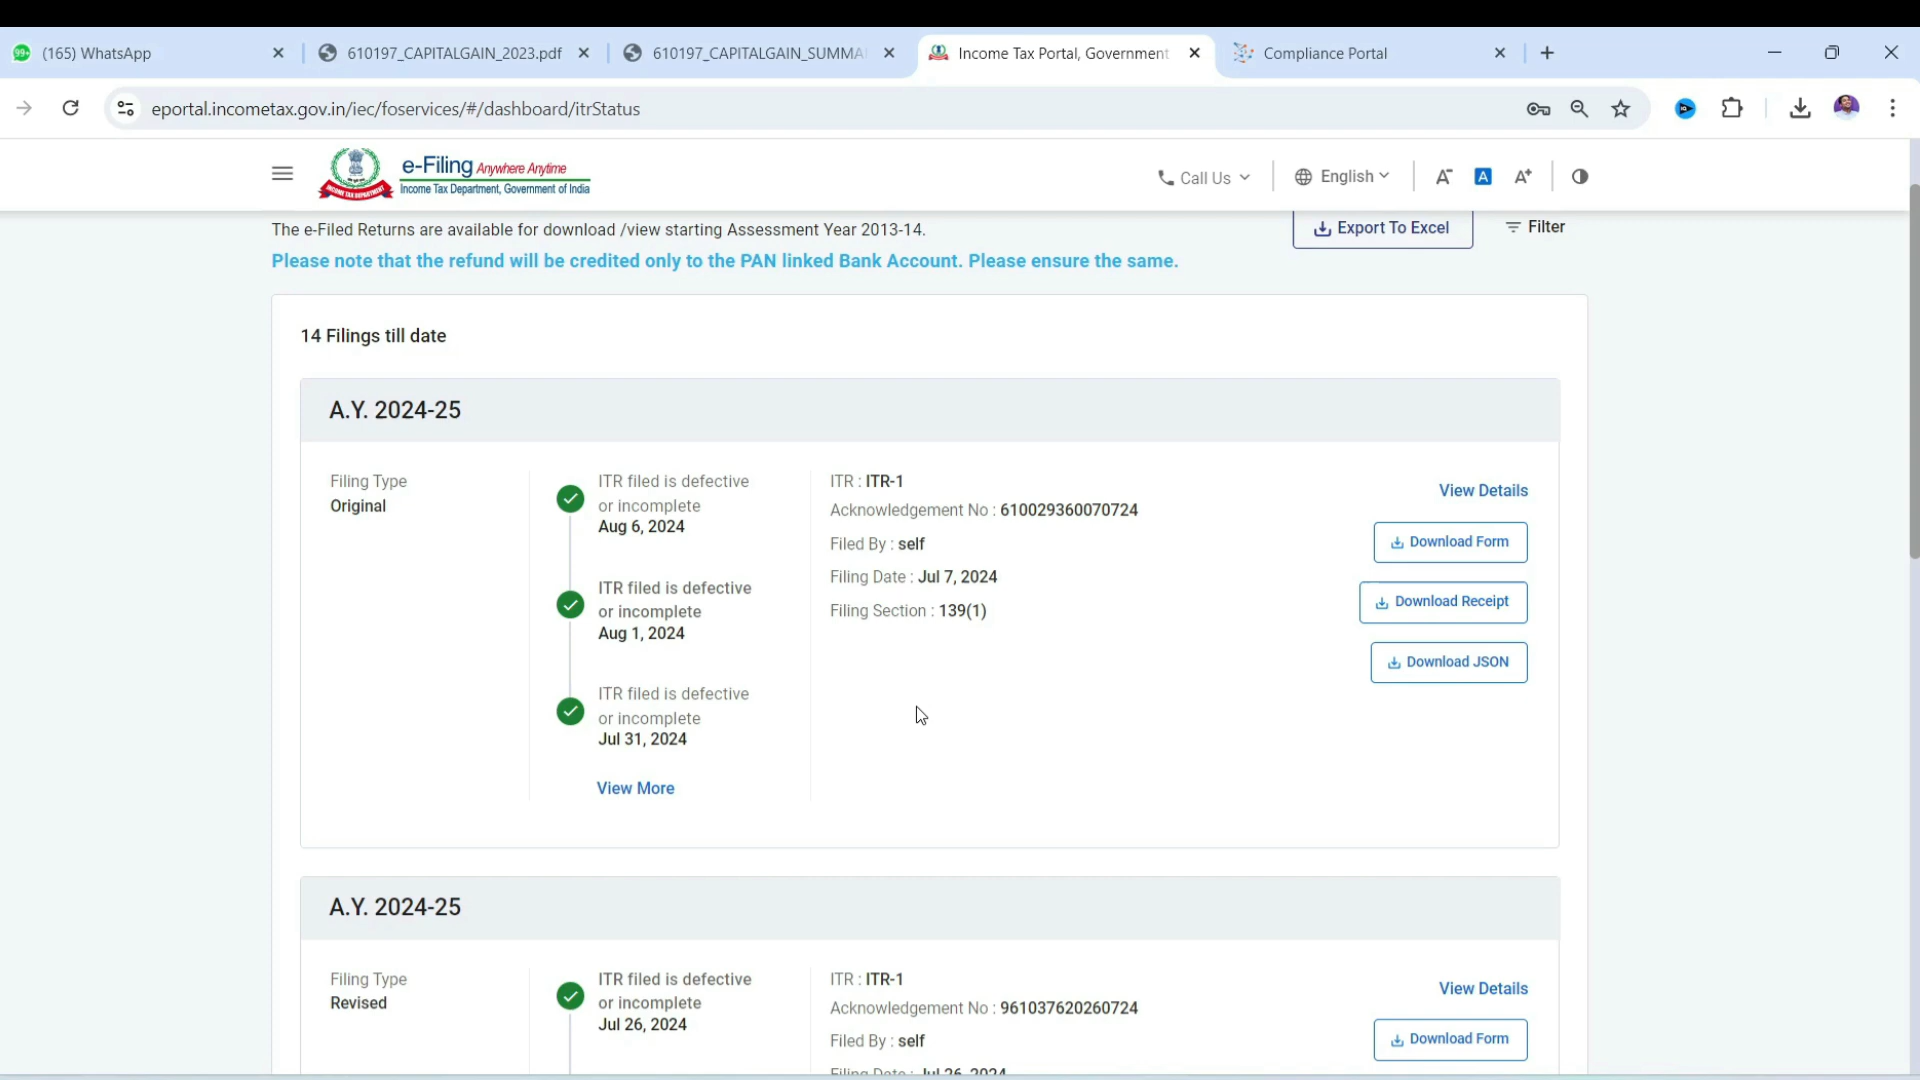 99+ (165) WhatsApp
610197_CAPITALGAIN_2023.pdf
610197_CAPITALGAIN_SUMMA
Income Tax Portal, Government
Compliance Portal
eportal.incometax.gov.in/iec/foservices/#/dashboard/itrStatus
e-Filing Anywhere Anytime
Income Tax Department, Government of India
Call Us
English
A-
A
A+
The e-Filed Returns are available for download /view starting Assessment Year 2013-14.
Export To Excel
Filter
Please note that the refund will be credited only to the PAN linked Bank Account. Please ensure the same.
14 Filings till date
A.Y. 2024-25
Filing Type
Original
ITR filed is defective
or incomplete
Aug 6, 2024
ITR filed is defective
or incomplete
Aug 1, 2024
ITR filed is defective
or incomplete
Jul 31, 2024
View More
ITR : ITR-1
Acknowledgement No : 610029360070724
Filed By : self
Filing Date : Jul 7, 2024
Filing Section : 139(1)
View Details
Download Form
Download Receipt
Download JSON
A.Y. 2024-25
Filing Type
Revised
ITR filed is defective
or incomplete
Jul 26, 2024
ITR : ITR-1
Acknowledgement No : 961037620260724
Filed By : self
Filing Date : Jul 26, 2024
View Details
Download Form